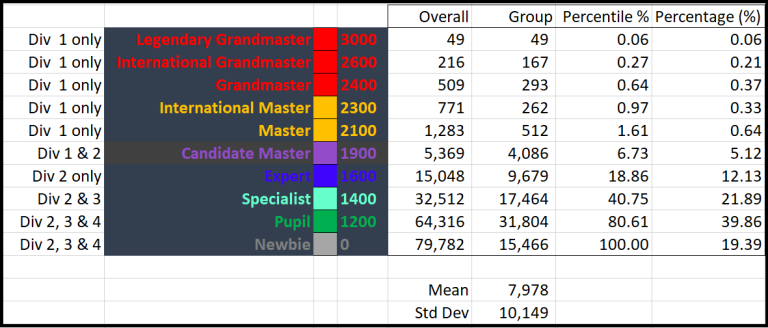 Overall Group Percentile % Percentage (%)
Div 1 only Legendary Grandmaster 3000 49 49 0.06 0.06
Div 1 only International Grandmaster 2600 216 167 0.27 0.21
Div 1 only Grandmaster 2400 509 293 0.64 0.37
Div 1 only International Master 2300 771 262 0.97 0.33
Div 1 only Master 2100 1,283 512 1.61 0.64
Div 1 & 2 Candidate Master 1900 5,369 4,086 6.73 5.12
Div 2 only Expert 1600 15,048 9,679 18.86 12.13
Div 2 & 3 Specialist 1400 32,512 17,464 40.75 21.89
Div 2, 3 & 4 Pupil 1200 64,316 31,804 80.61 39.86
Div 2, 3 & 4 Newbie 0 79,782 15,466 100.00 19.39
Mean 7,978
Std Dev 10,149